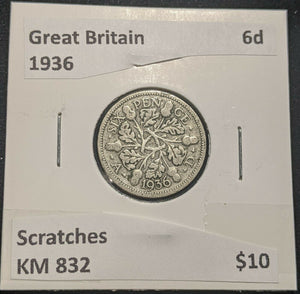 Great Britain 6d
1936
SIX PENCE
A D
1936
Scratches
KM 832 $10